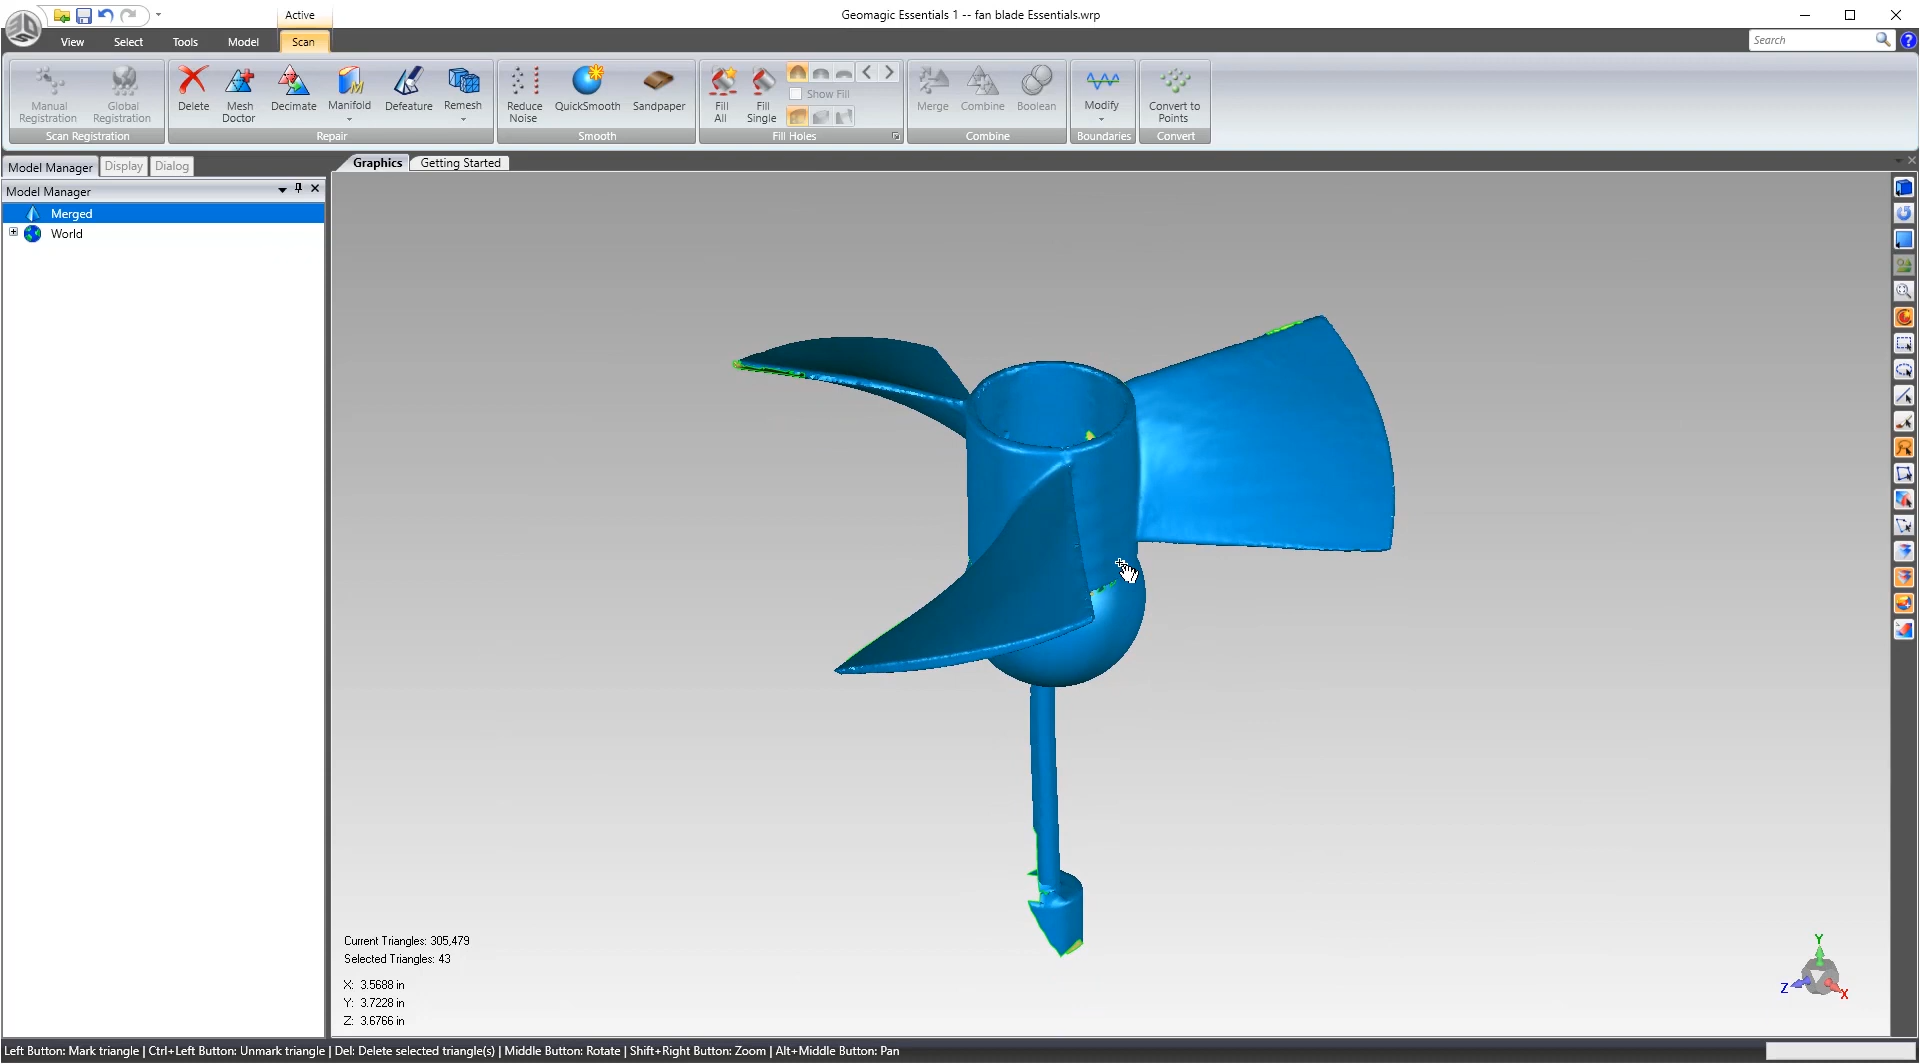 Active
Geomagic Essentials 1 -- fan blade Essentials.wrp
View Select Tools Model Scan
Search
Manual Registration
Global Registration
Delete
Mesh Doctor
Decimate
Manifold
Defeature
Remesh
Reduce Noise
QuickSmooth
Sandpaper
Fill All
Fill Single
Show Fill
Merge
Combine
Boolean
Modify
Convert to Points
Scan Registration
Repair
Smooth
Fill Holes
Combine
Boundaries
Convert
Model Manager Display Dialog
Graphics Getting Started
Model Manager
Merged
World
Current Triangles: 305,479
Selected Triangles: 43
X: 3.5688 in
Y: 3.7228 in
Z: 3.6766 in
Y
Z
X
Left Button: Mark triangle | Ctrl+Left Button: Unmark triangle | Del: Delete selected triangle(s) | Middle Button: Rotate | Shift+Right Button: Zoom | Alt+Middle Button: Pan